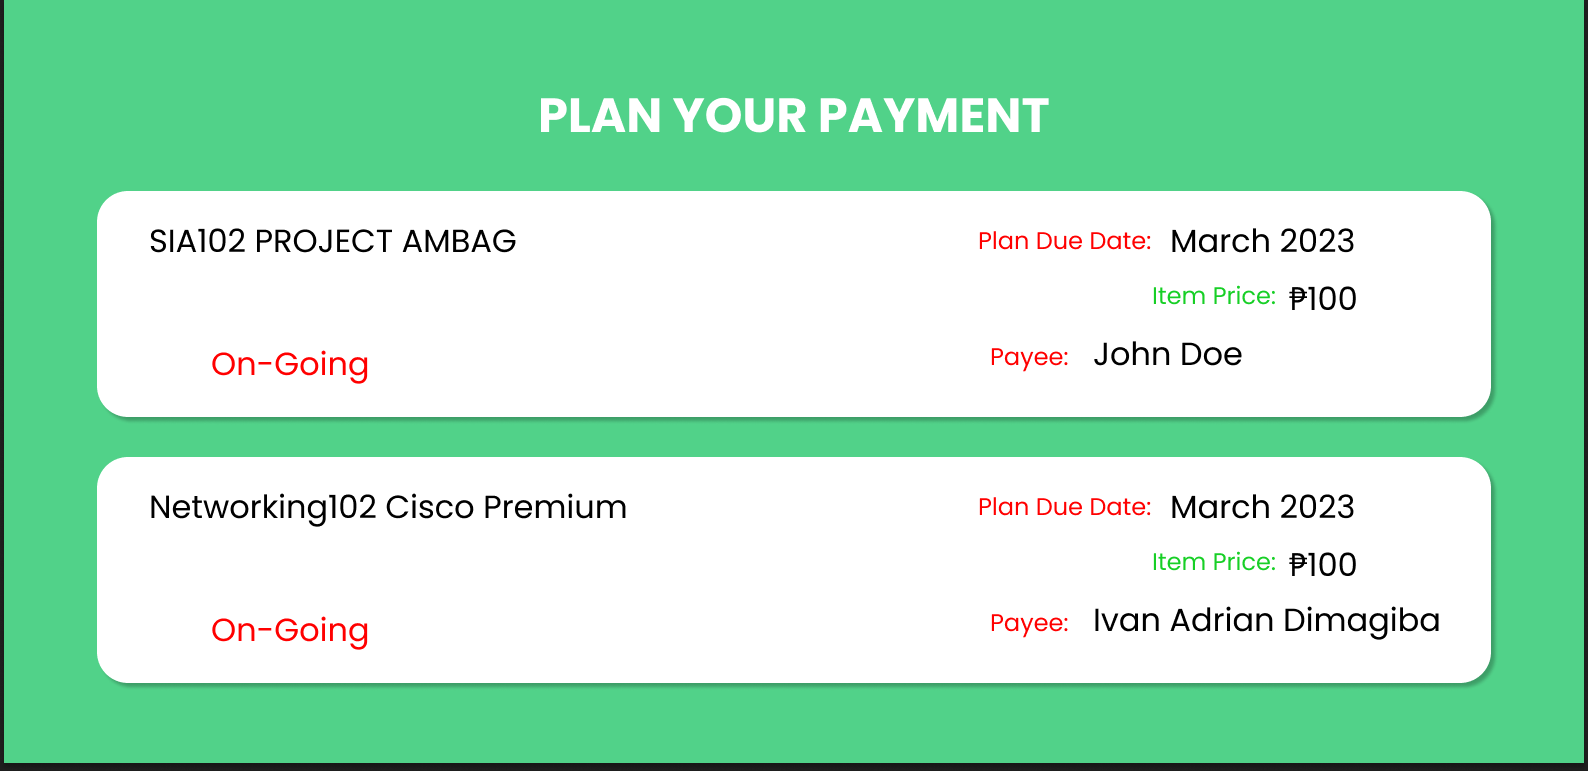 PLAN YOUR PAYMENT
SIA102 PROJECT AMBAG
Plan Due Date: March 2023
Item Price: ₱100
On-Going
Payee: John Doe
Networking102 Cisco Premium
Plan Due Date: March 2023
Item Price: ₱100
On-Going
Payee: Ivan Adrian Dimagiba